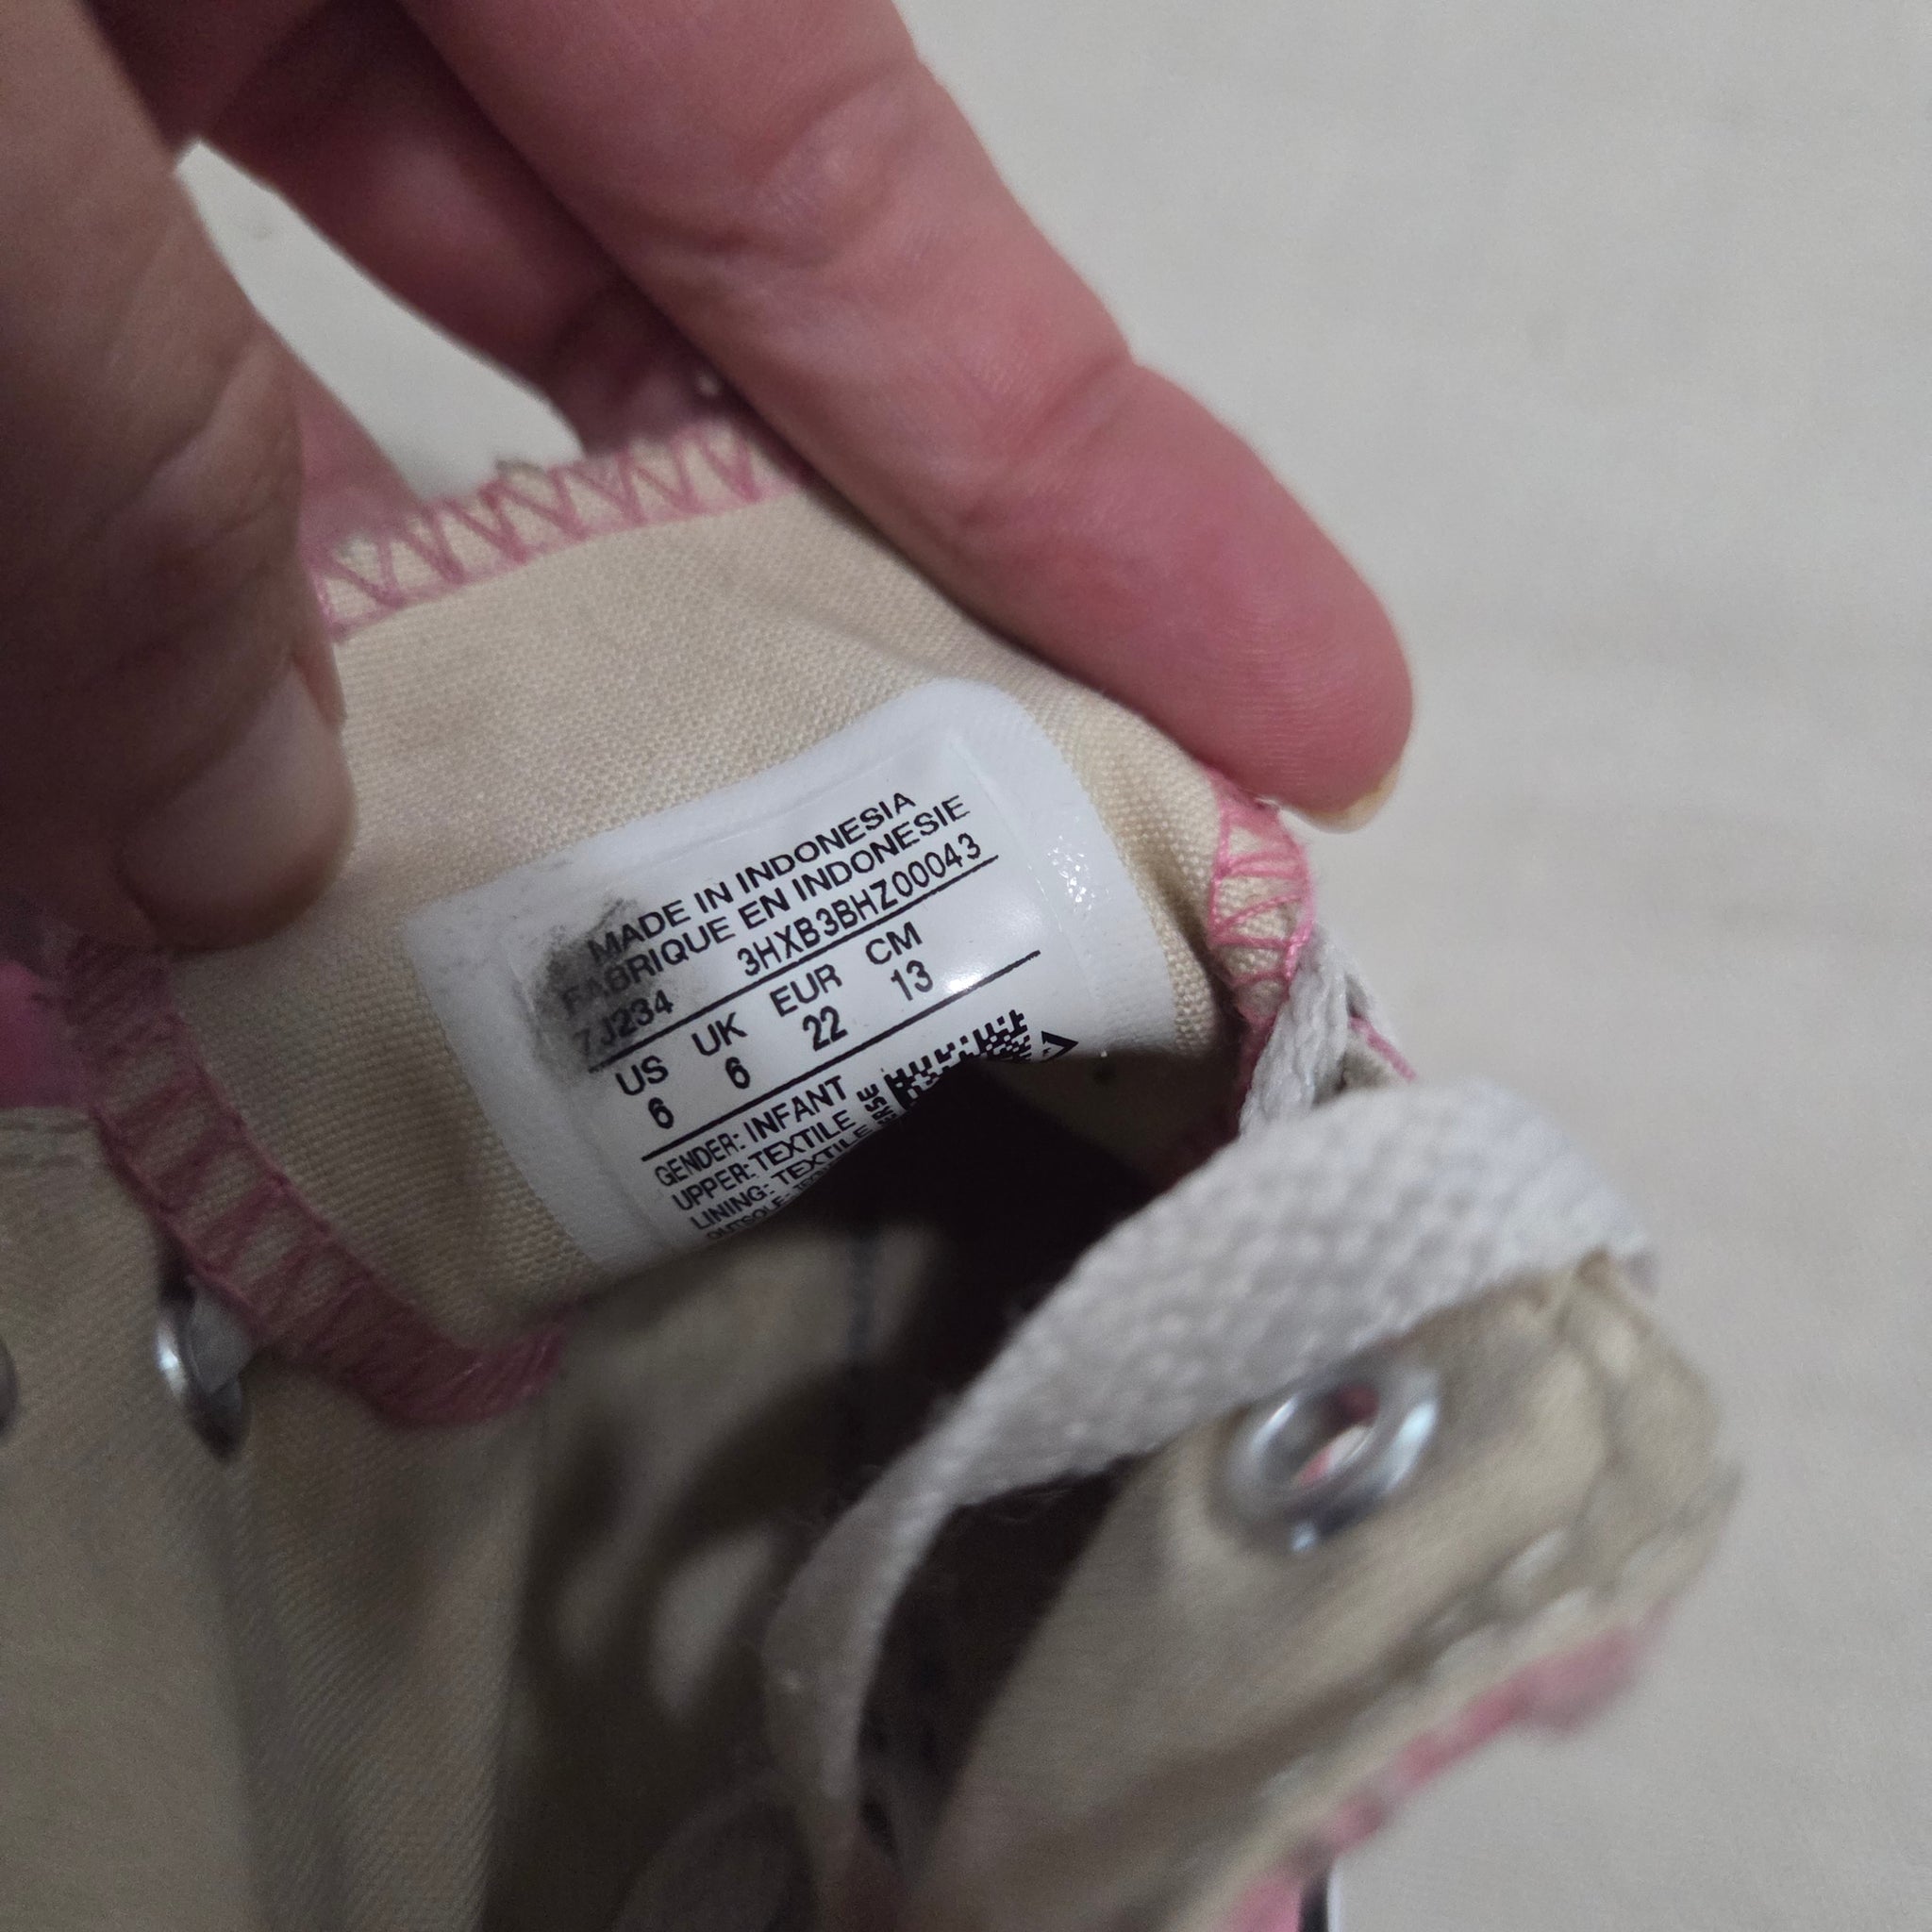 MADE IN INDONESIA
FABRIQUE EN INDONESIE
7J234 3HXB3BHZ00043
US UK EUR CM
6 6 22 13
GENDER: INFANT
UPPER: TEXTILE
LINING: TEXTILE
OUTSOLE: